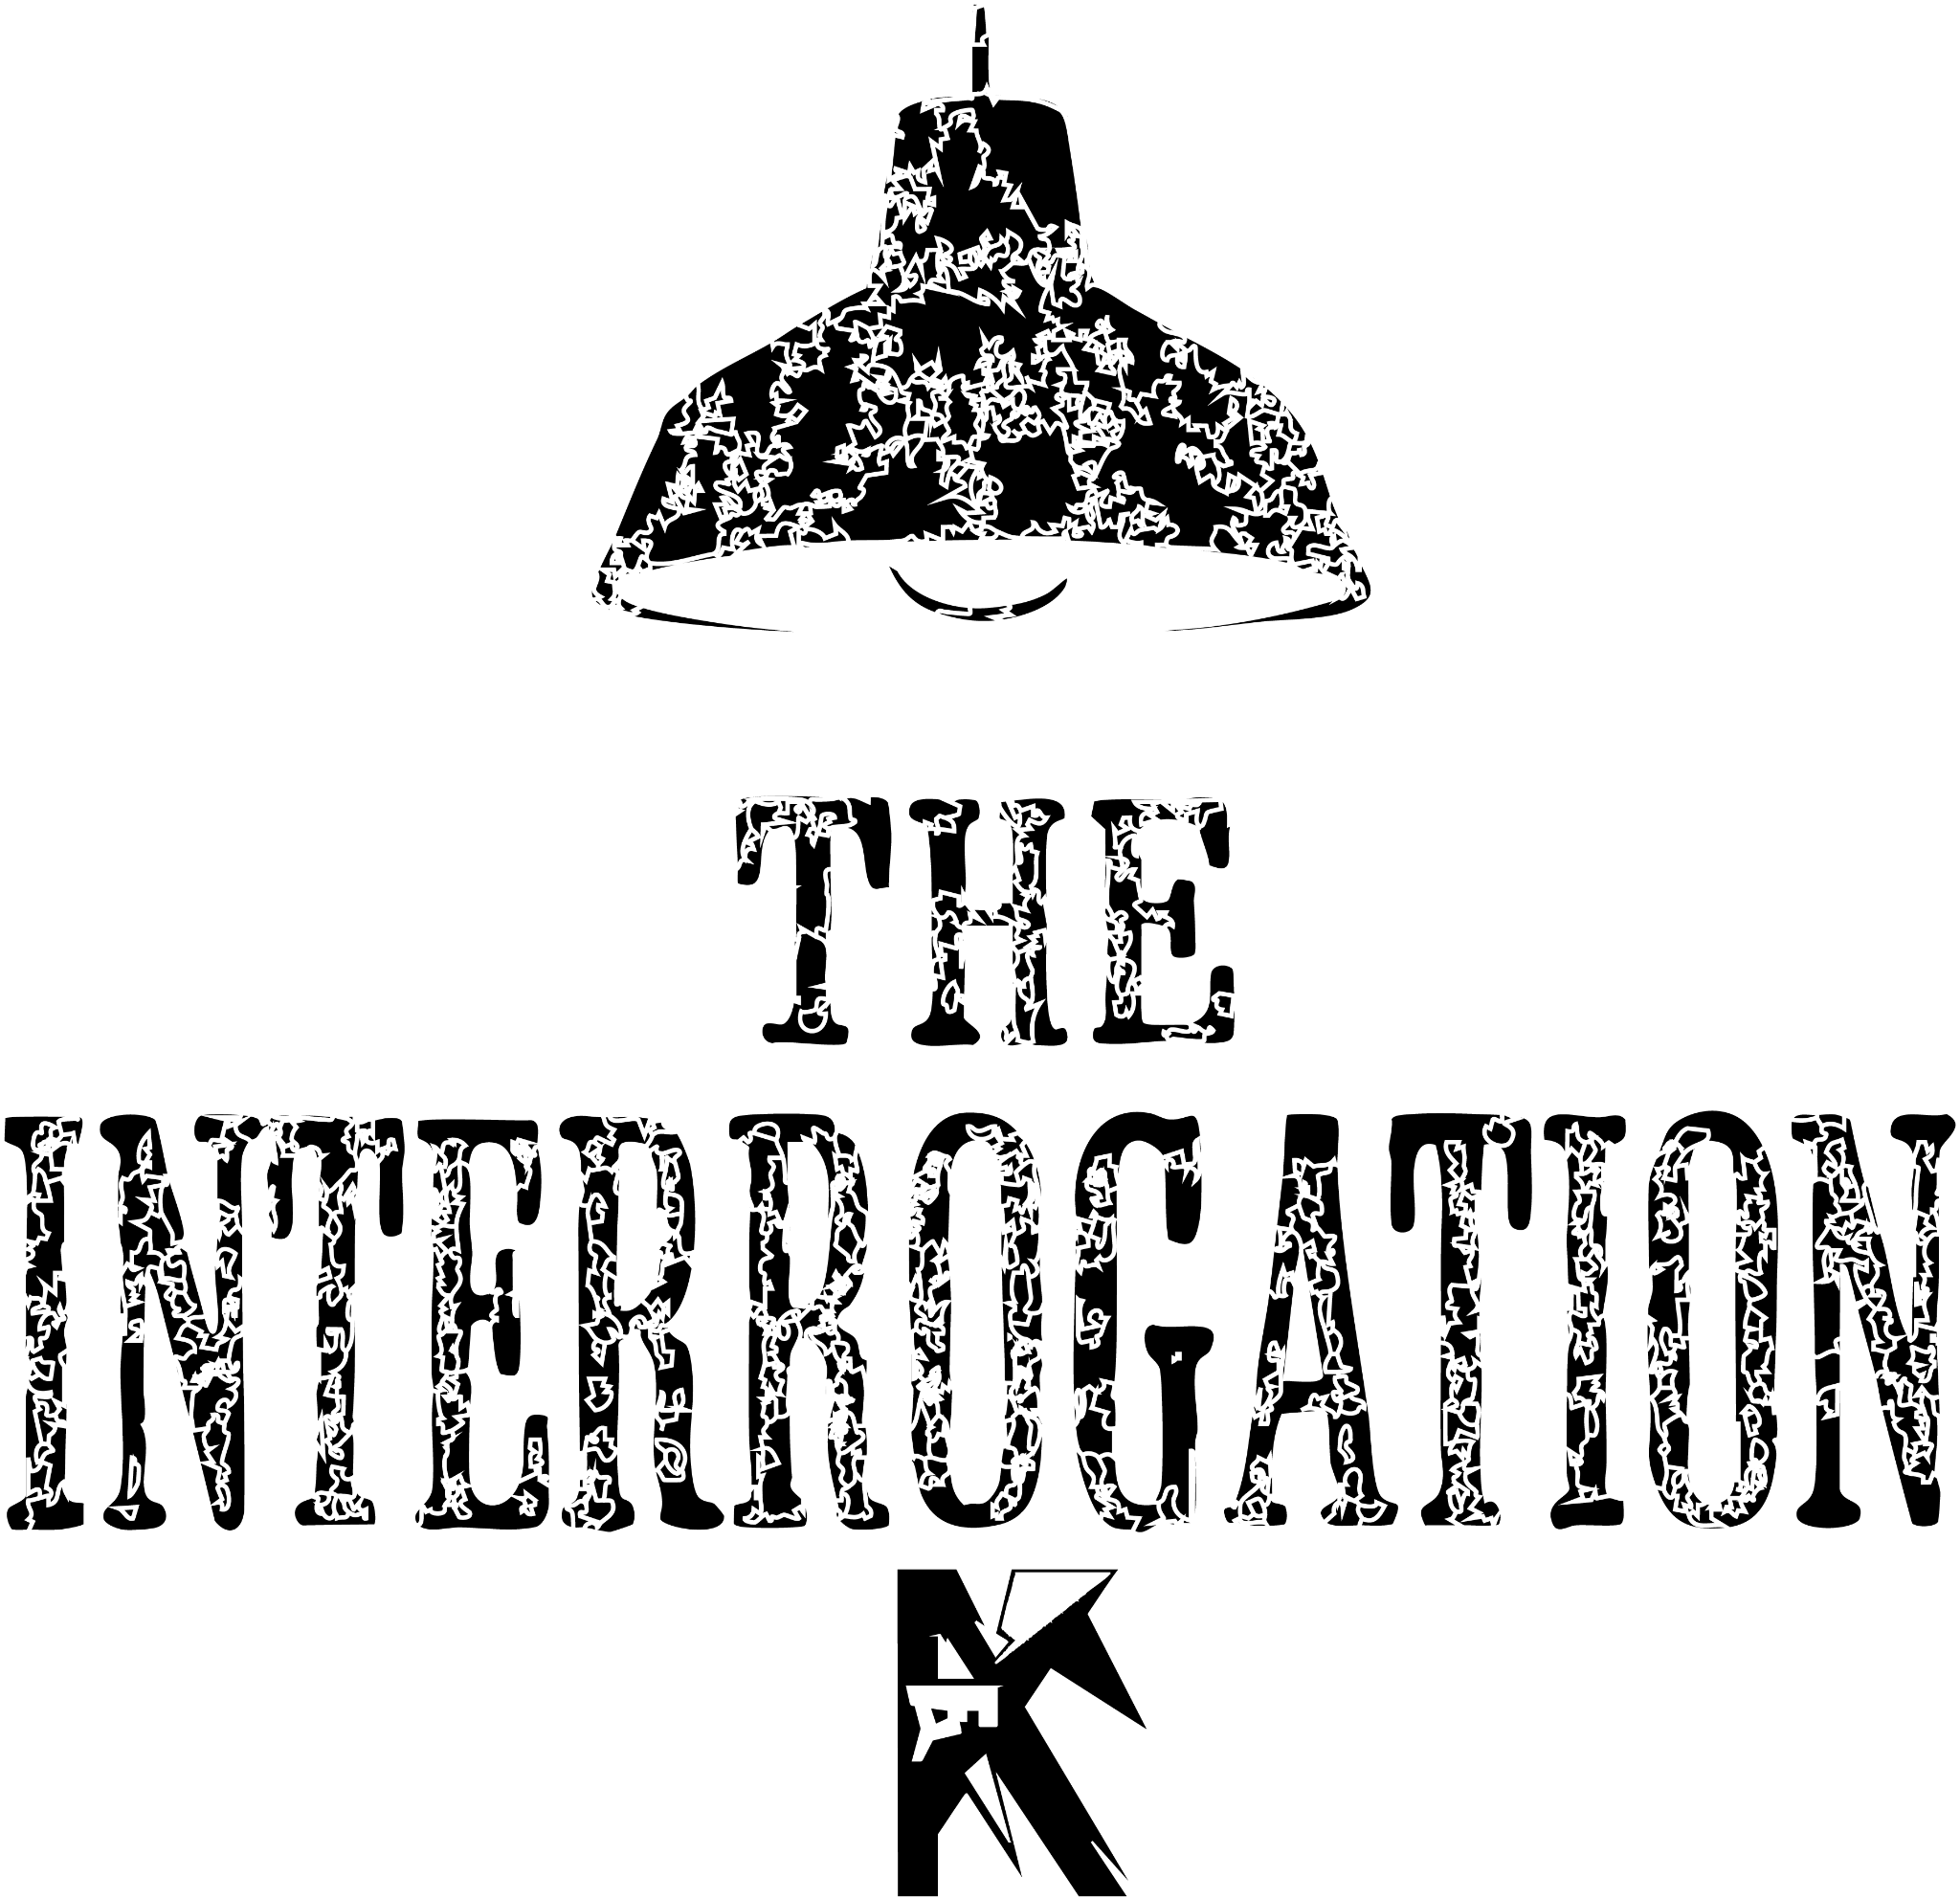 THE
INTERROGATION
K